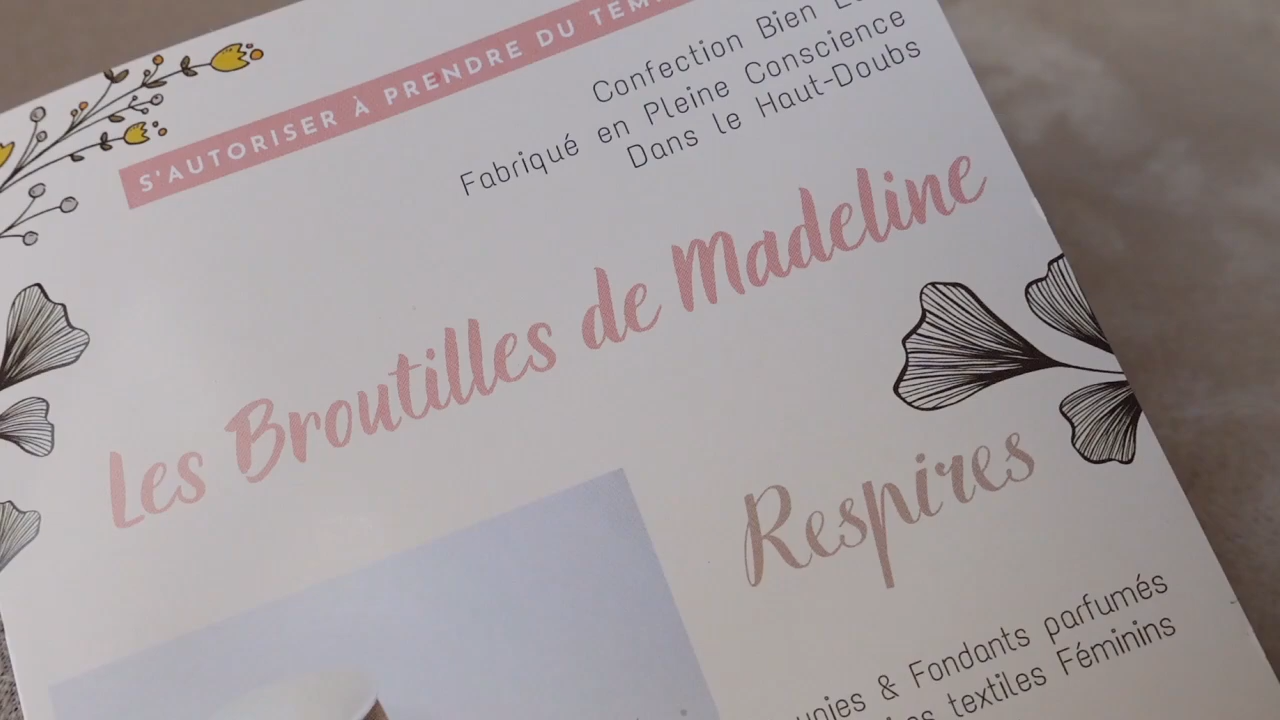 S'AUTORISER À PRENDRE DU
Confection Bien
Fabriqué en Pleine Conscience
Dans le Haut-Doubs
Les Broutilles de Madeline
Respires
& Fondants parfumés
textiles Féminins